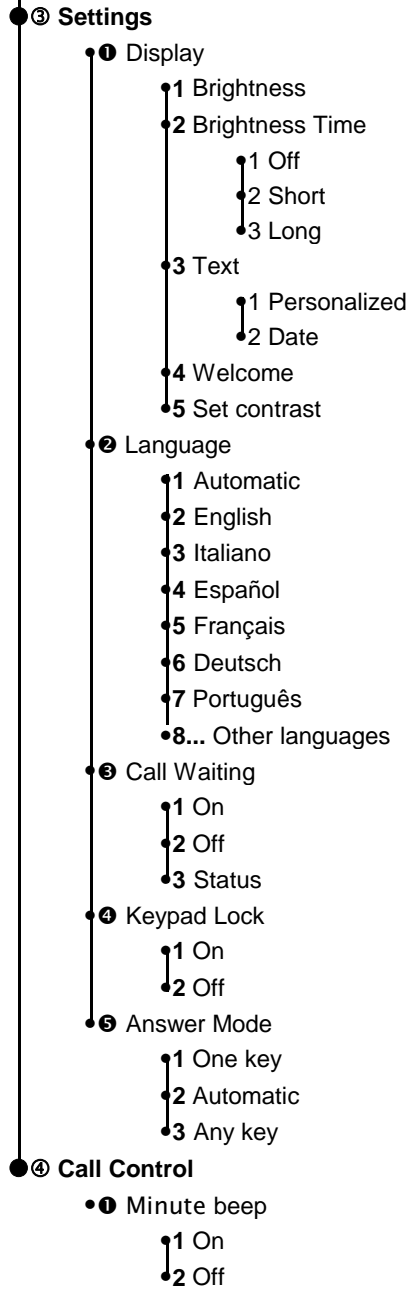 ③ Settings
❶ Display
1 Brightness
2 Brightness Time
1 Off
2 Short
3 Long
3 Text
1 Personalized
2 Date
4 Welcome
5 Set contrast
❷ Language
1 Automatic
2 English
3 Italiano
4 Español
5 Français
6 Deutsch
7 Português
8... Other languages
❸ Call Waiting
1 On
2 Off
3 Status
❹ Keypad Lock
1 On
2 Off
❺ Answer Mode
1 One key
2 Automatic
3 Any key
④ Call Control
❶ Minute beep
1 On
2 Off